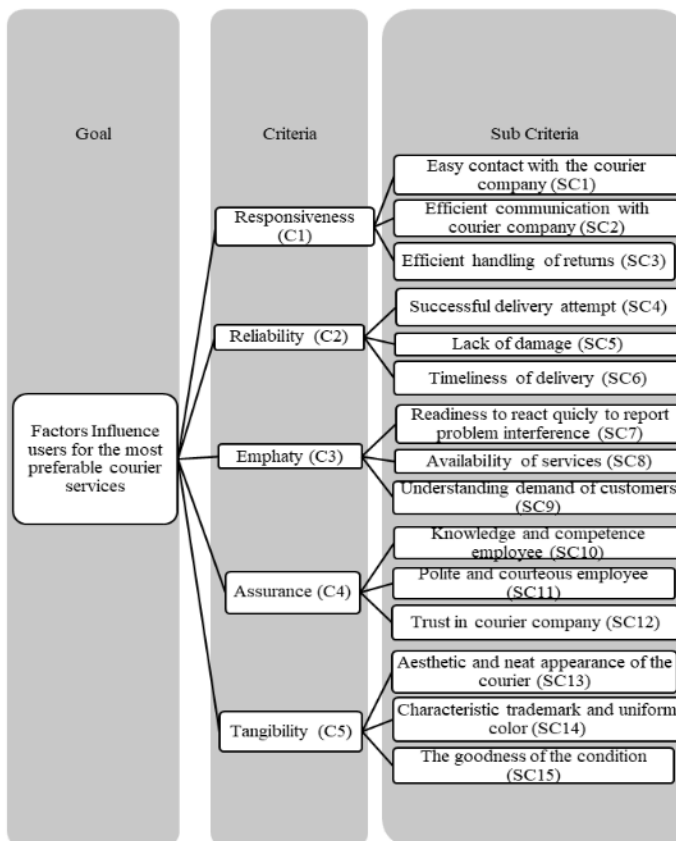 Goal
Criteria
Sub Criteria
Factors Influence
users for the most
preferable courier
services
Responsiveness
(C1)
Reliability (C2)
Emphaty (C3)
Assurance (C4)
Tangibility (C5)
Easy contact with the courier
company (SC1)
Efficient communication with
courier company (SC2)
Efficient handling of returns (SC3)
Successful delivery attempt (SC4)
Lack of damage (SC5)
Timeliness of delivery (SC6)
Readiness to react quicly to report
problem interference (SC7)
Availability of services (SC8)
Understanding demand of customers
(SC9)
Knowledge and competence
employee (SC10)
Polite and courteous employee
(SC11)
Trust in courier company (SC12)
Aesthetic and neat appearance of the
courier (SC13)
Characteristic trademark and uniform
color (SC14)
The goodness of the condition
(SC15)